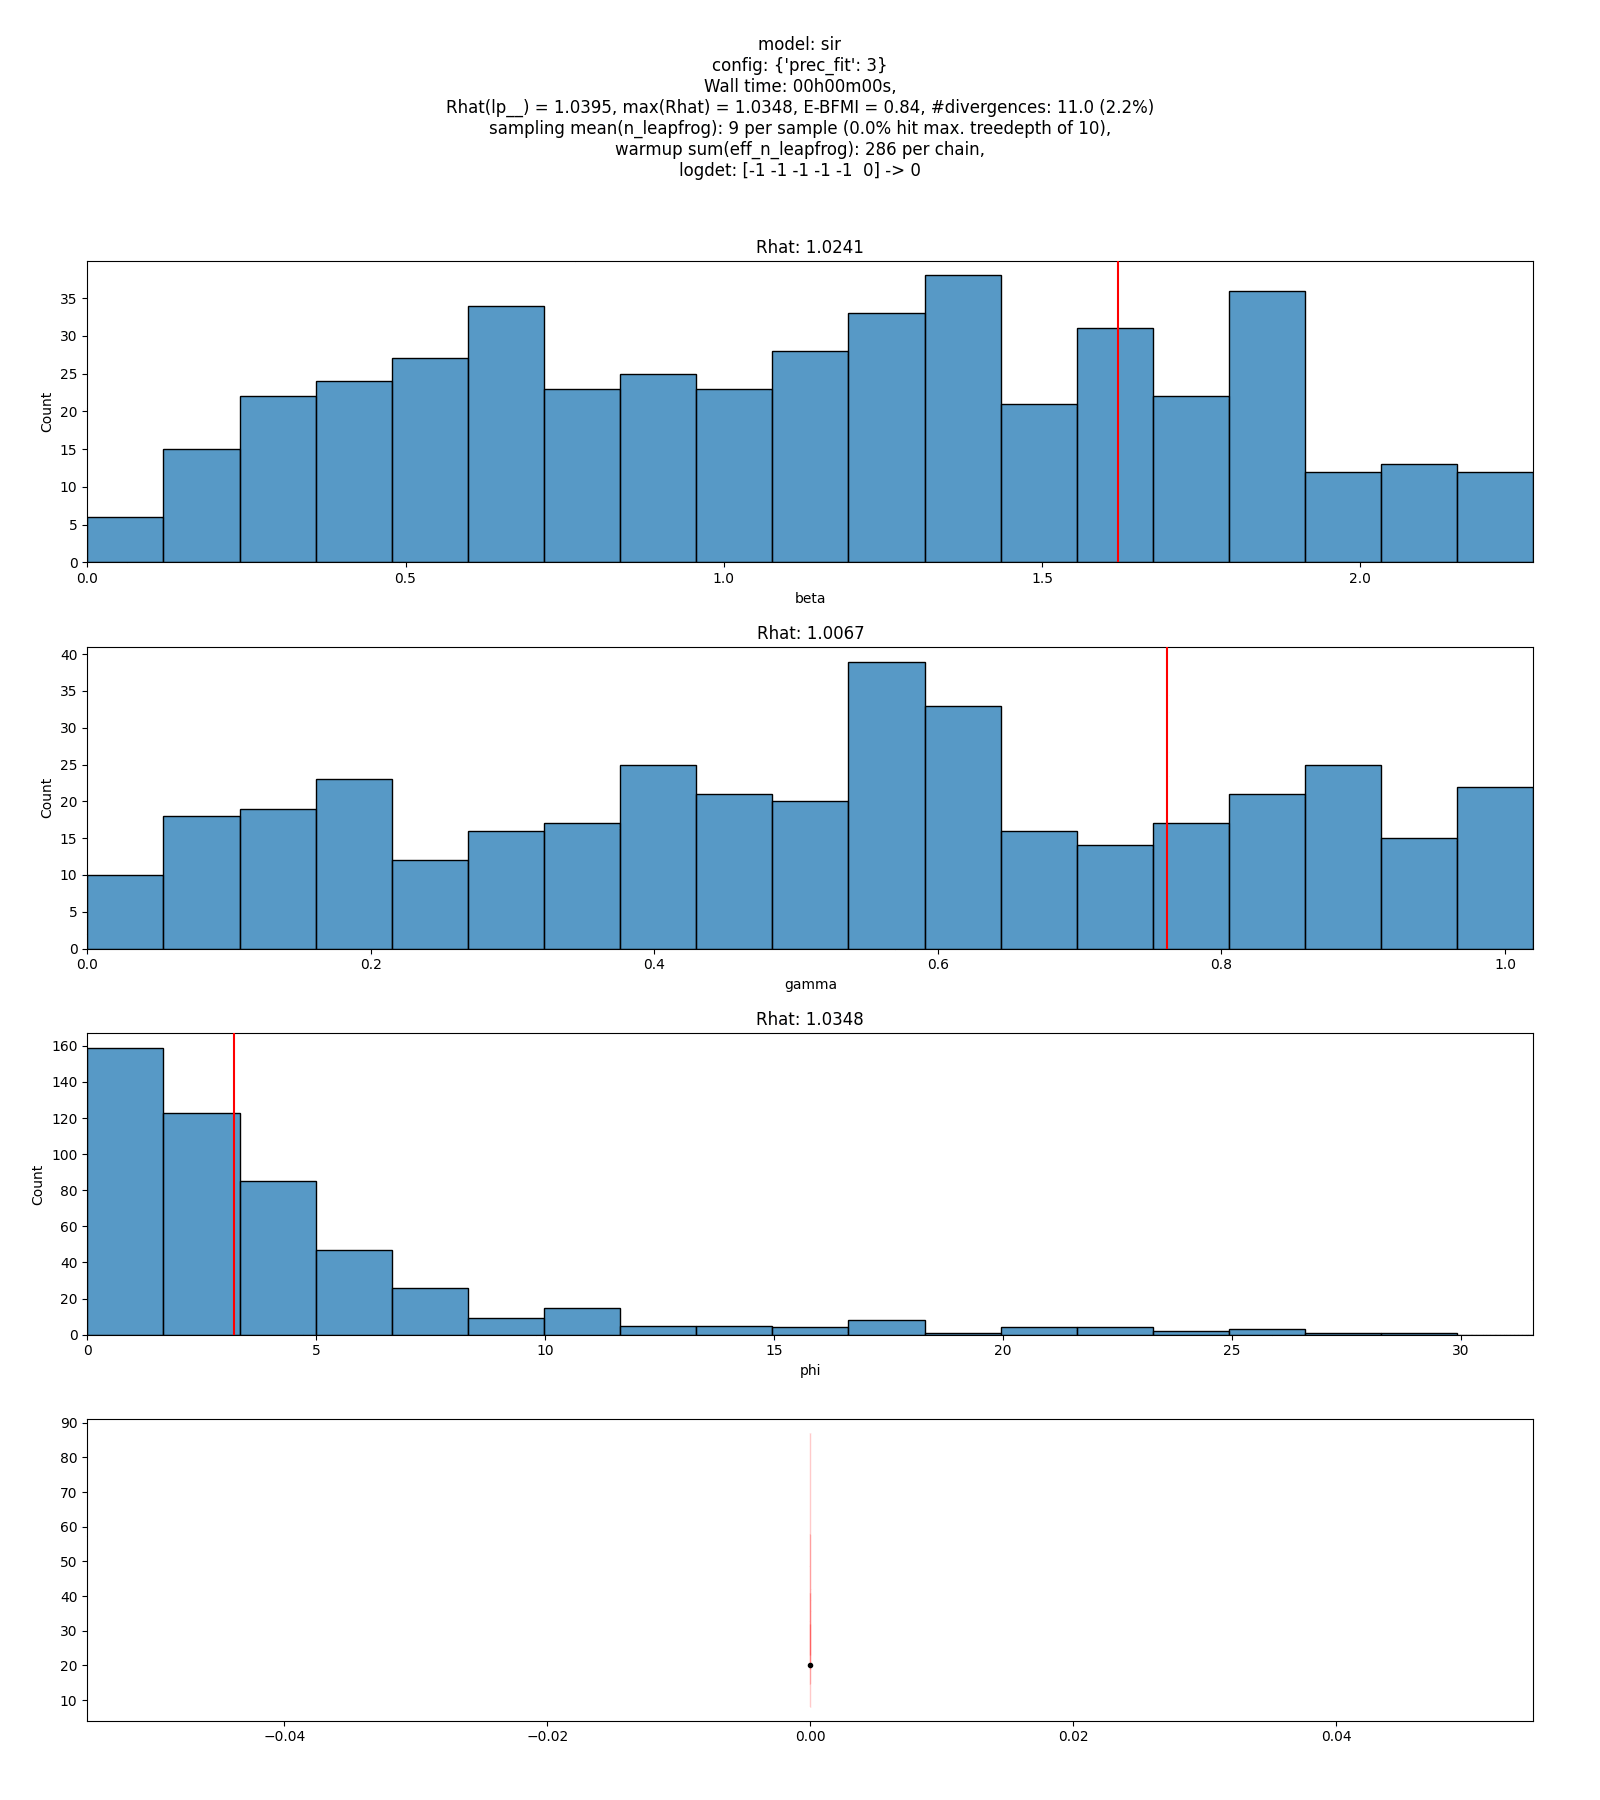 model: sir
config: {'prec_fit': 3}
Wall time: 00h00m00s,
Rhat(lp__) = 1.0395, max(Rhat) = 1.0348, E-BFMI = 0.84, #divergences: 11.0 (2.2%)
sampling mean(n_leapfrog): 9 per sample (0.0% hit max. treedepth of 10),
warmup sum(eff_n_leapfrog): 286 per chain,
logdet: [-1 -1 -1 -1 -1  0] -> 0
Rhat: 1.0241
35
30
25
20
15
10
5
0
Count
0.0 0.5 1.0 1.5 2.0
beta
Rhat: 1.0067
40
35
30
25
20
15
10
5
0
Count
0.0 0.2 0.4 0.6 0.8 1.0
gamma
Rhat: 1.0348
160
140
120
100
80
60
40
20
0
Count
0 5 10 15 20 25 30
phi
90
80
70
60
50
40
30
20
10
−0.04 −0.02 0.00 0.02 0.04